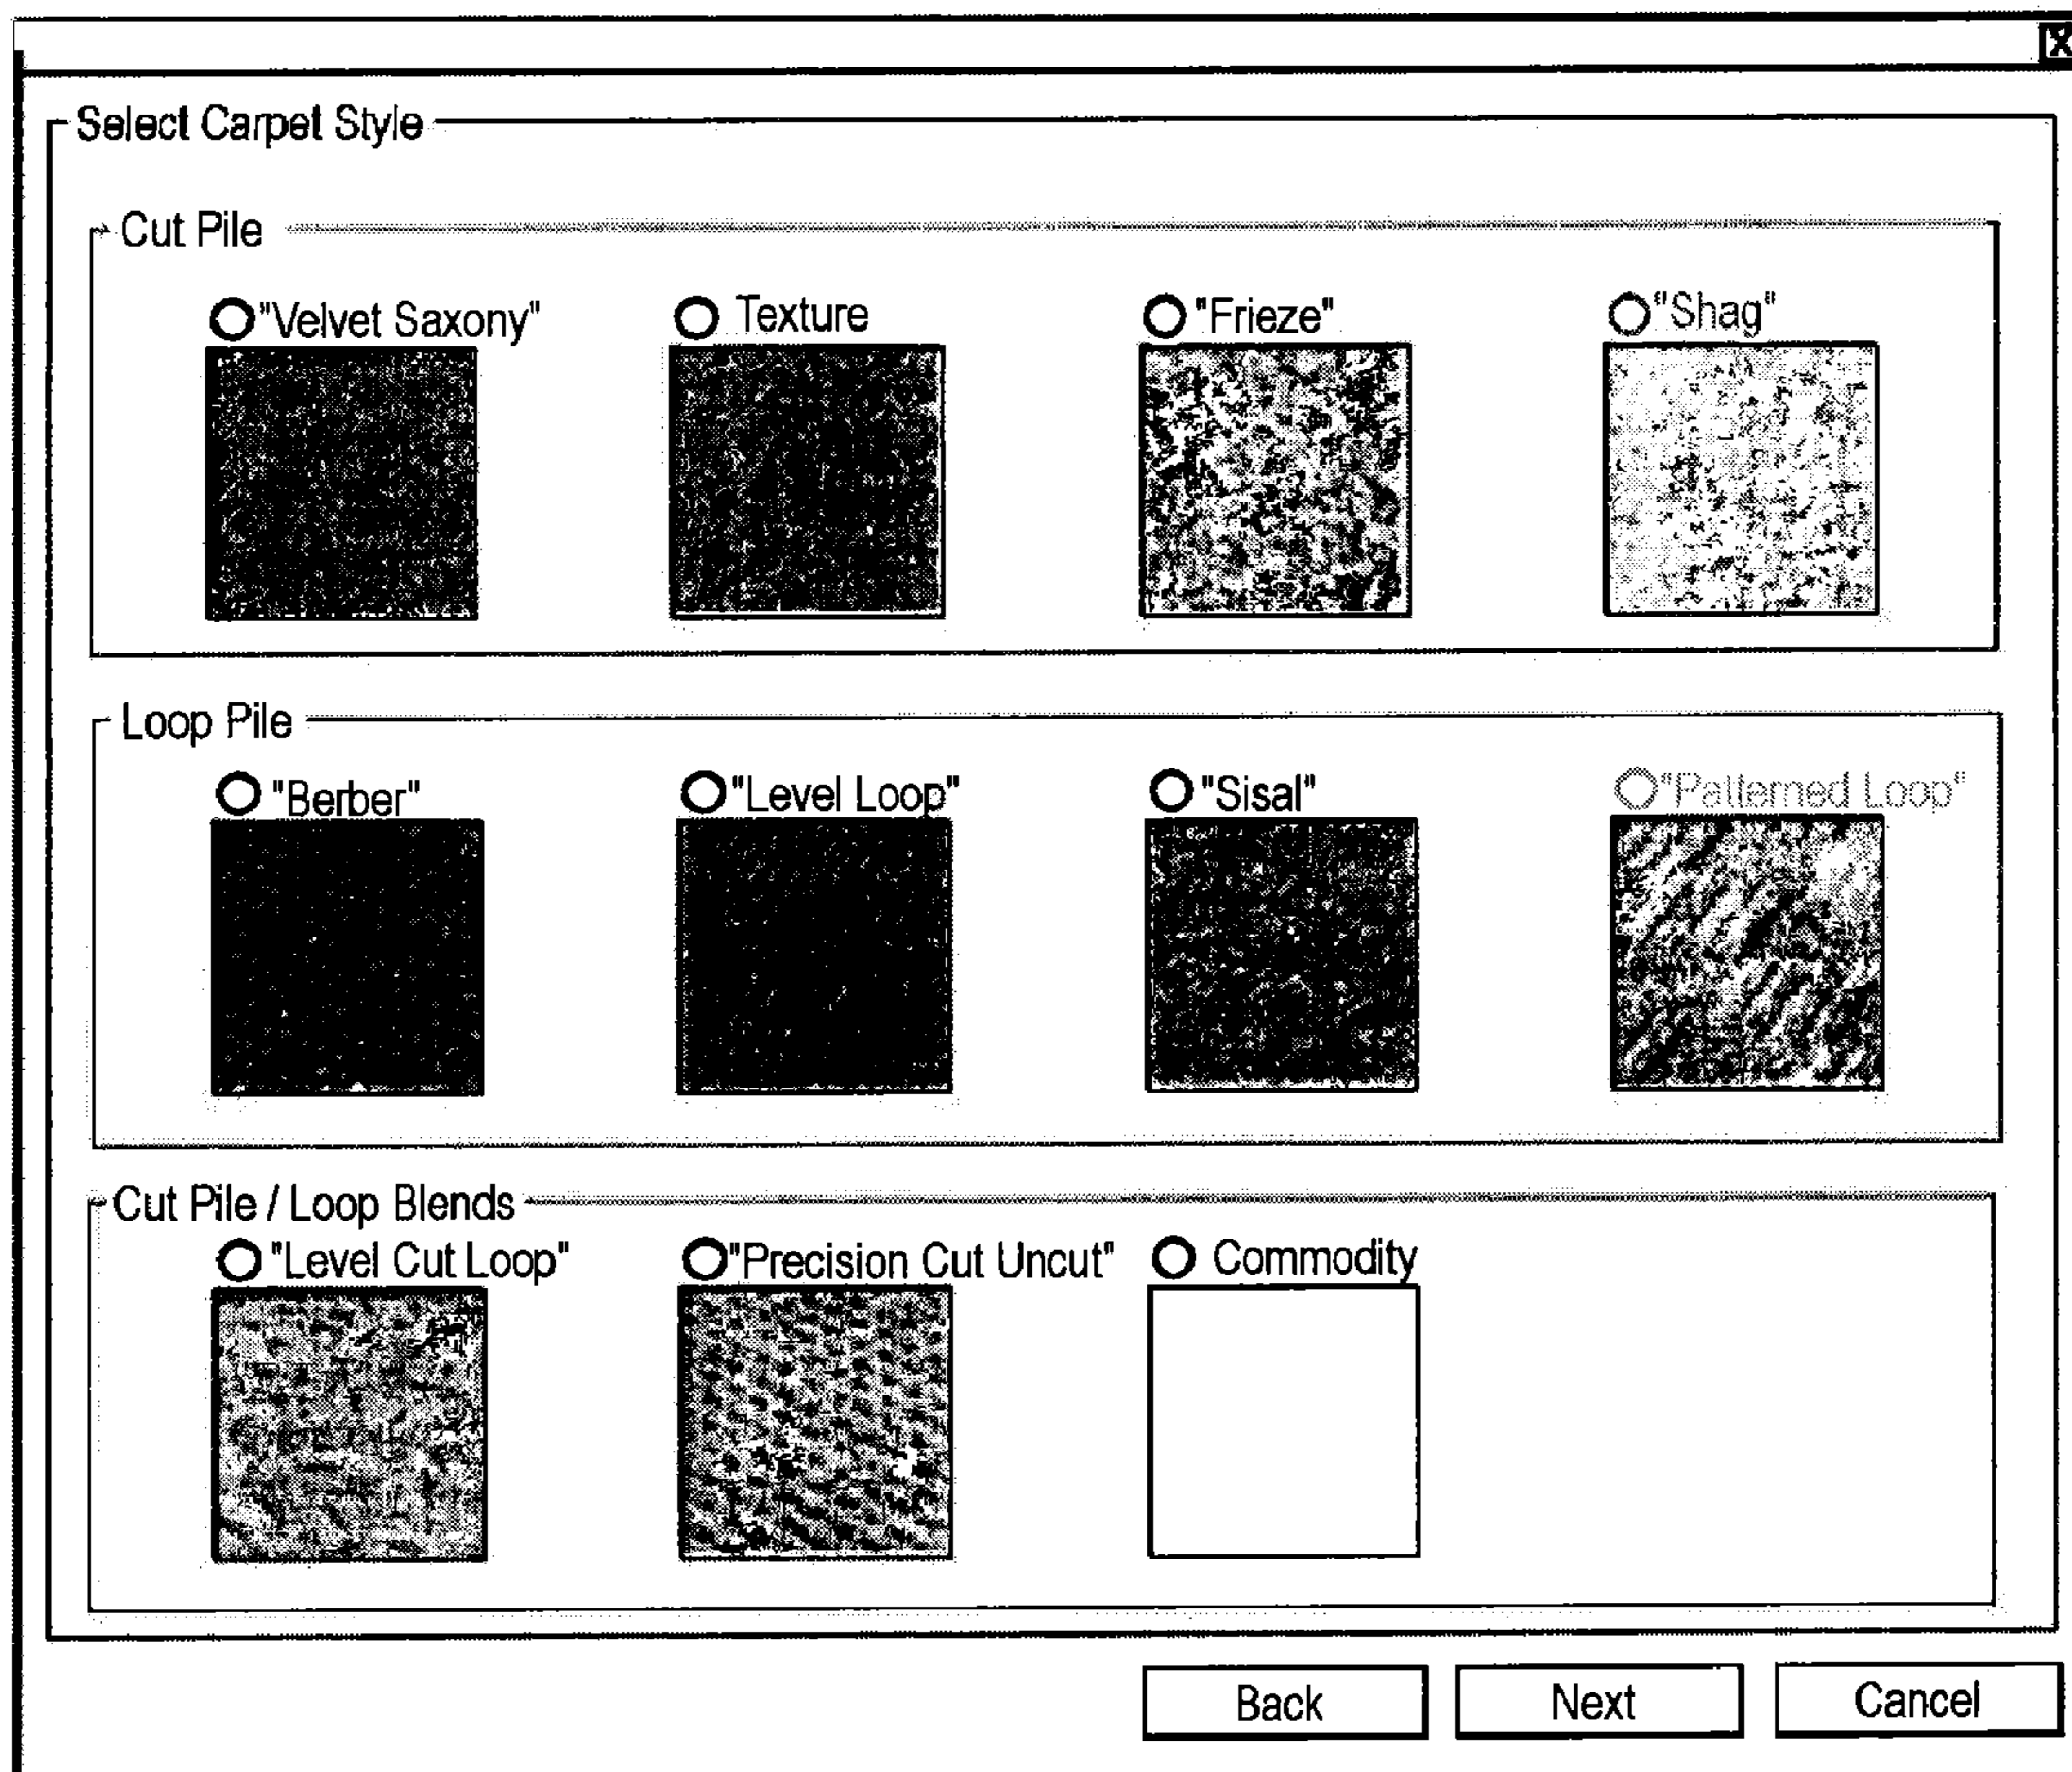 X
Select Carpet Style
Cut Pile
"Velvet Saxony"
Texture
"Frieze"
"Shag"
Loop Pile
"Berber"
"Level Loop"
"Sisal"
"Patterned Loop"
Cut Pile / Loop Blends
"Level Cut Loop"
"Precision Cut Uncut"
Commodity
Back
Next
Cancel